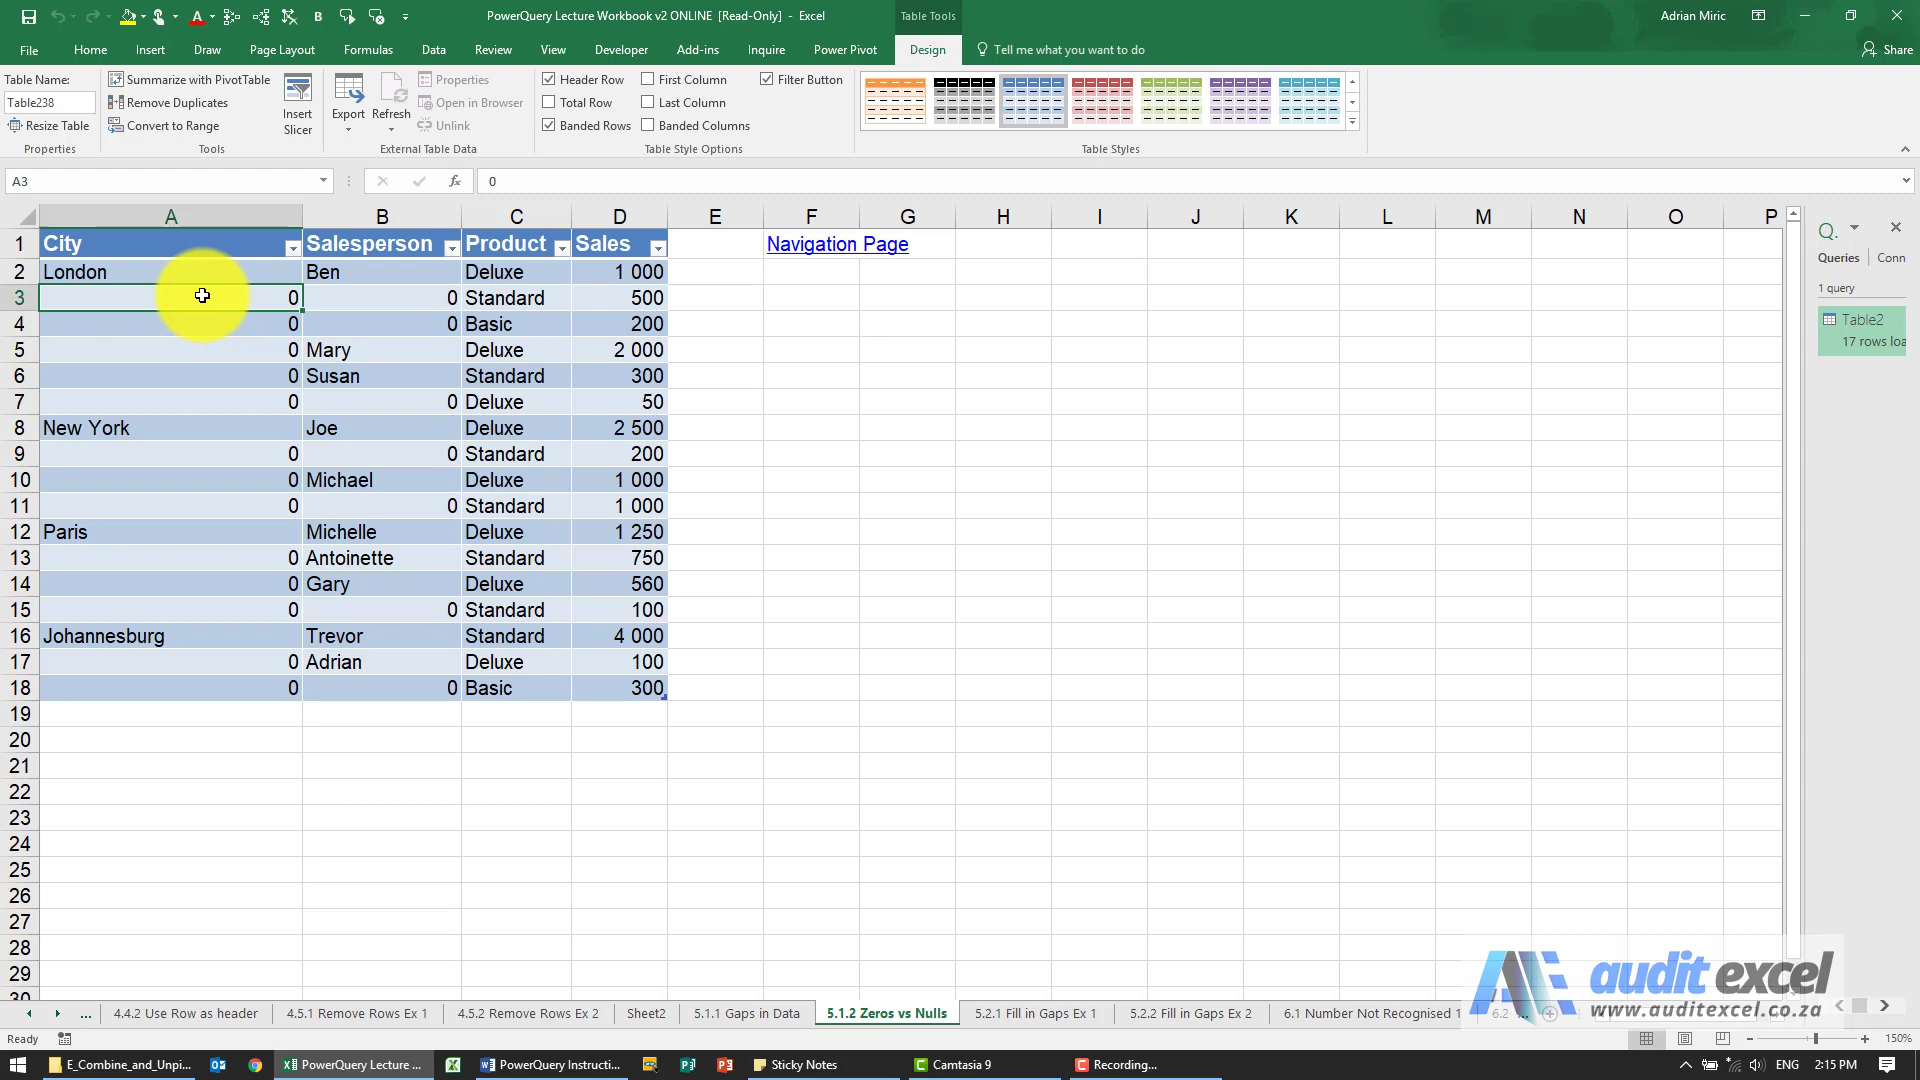 PowerQuery Lecture Workbook v2 ONLINE [Read-Only] - Excel
Table Tools
Adrian Miric
File Home Insert Draw Page Layout Formulas Data Review View Developer Add-ins Inquire Power Pivot Design Tell me what you want to do Share
Table Name:
Table238
Resize Table
Properties
Summarize with PivotTable
Remove Duplicates
Convert to Range
Tools
Insert Slicer
Export
Refresh
Properties
Open in Browser
Unlink
External Table Data
Header Row First Column Filter Button
Total Row Last Column
Banded Rows Banded Columns
Table Style Options
Table Styles
A3 fx 0
A B C D E F G H I J K L M N O P
1 City Salesperson Product Sales Navigation Page
2 London Ben Deluxe 1 000
3 0 0 Standard 500
4 0 0 Basic 200
5 0 Mary Deluxe 2 000
6 0 Susan Standard 300
7 0 0 Deluxe 50
8 New York Joe Deluxe 2 500
9 0 0 Standard 200
10 0 Michael Deluxe 1 000
11 0 0 Standard 1 000
12 Paris Michelle Deluxe 1 250
13 0 Antoinette Standard 750
14 0 Gary Deluxe 560
15 0 0 Standard 100
16 Johannesburg Trevor Standard 4 000
17 0 Adrian Deluxe 100
18 0 0 Basic 300
19
20
21
22
23
24
25
26
27
28
29
30
Q.
Queries Conn
1 query
Table2
17 rows loa
audit excel
www.auditexcel.co.za
... 4.4.2 Use Row as header 4.5.1 Remove Rows Ex 1 4.5.2 Remove Rows Ex 2 Sheet2 5.1.1 Gaps in Data 5.1.2 Zeros vs Nulls 5.2.1 Fill in Gaps Ex 1 5.2.2 Fill in Gaps Ex 2 6.1 Number Not Recognised 1 6.2 ...
Ready
150%
E_Combine_and_Unpi... PowerQuery Lecture ... PowerQuery Instructi... Sticky Notes Camtasia 9 Recording... ENG 2:15 PM